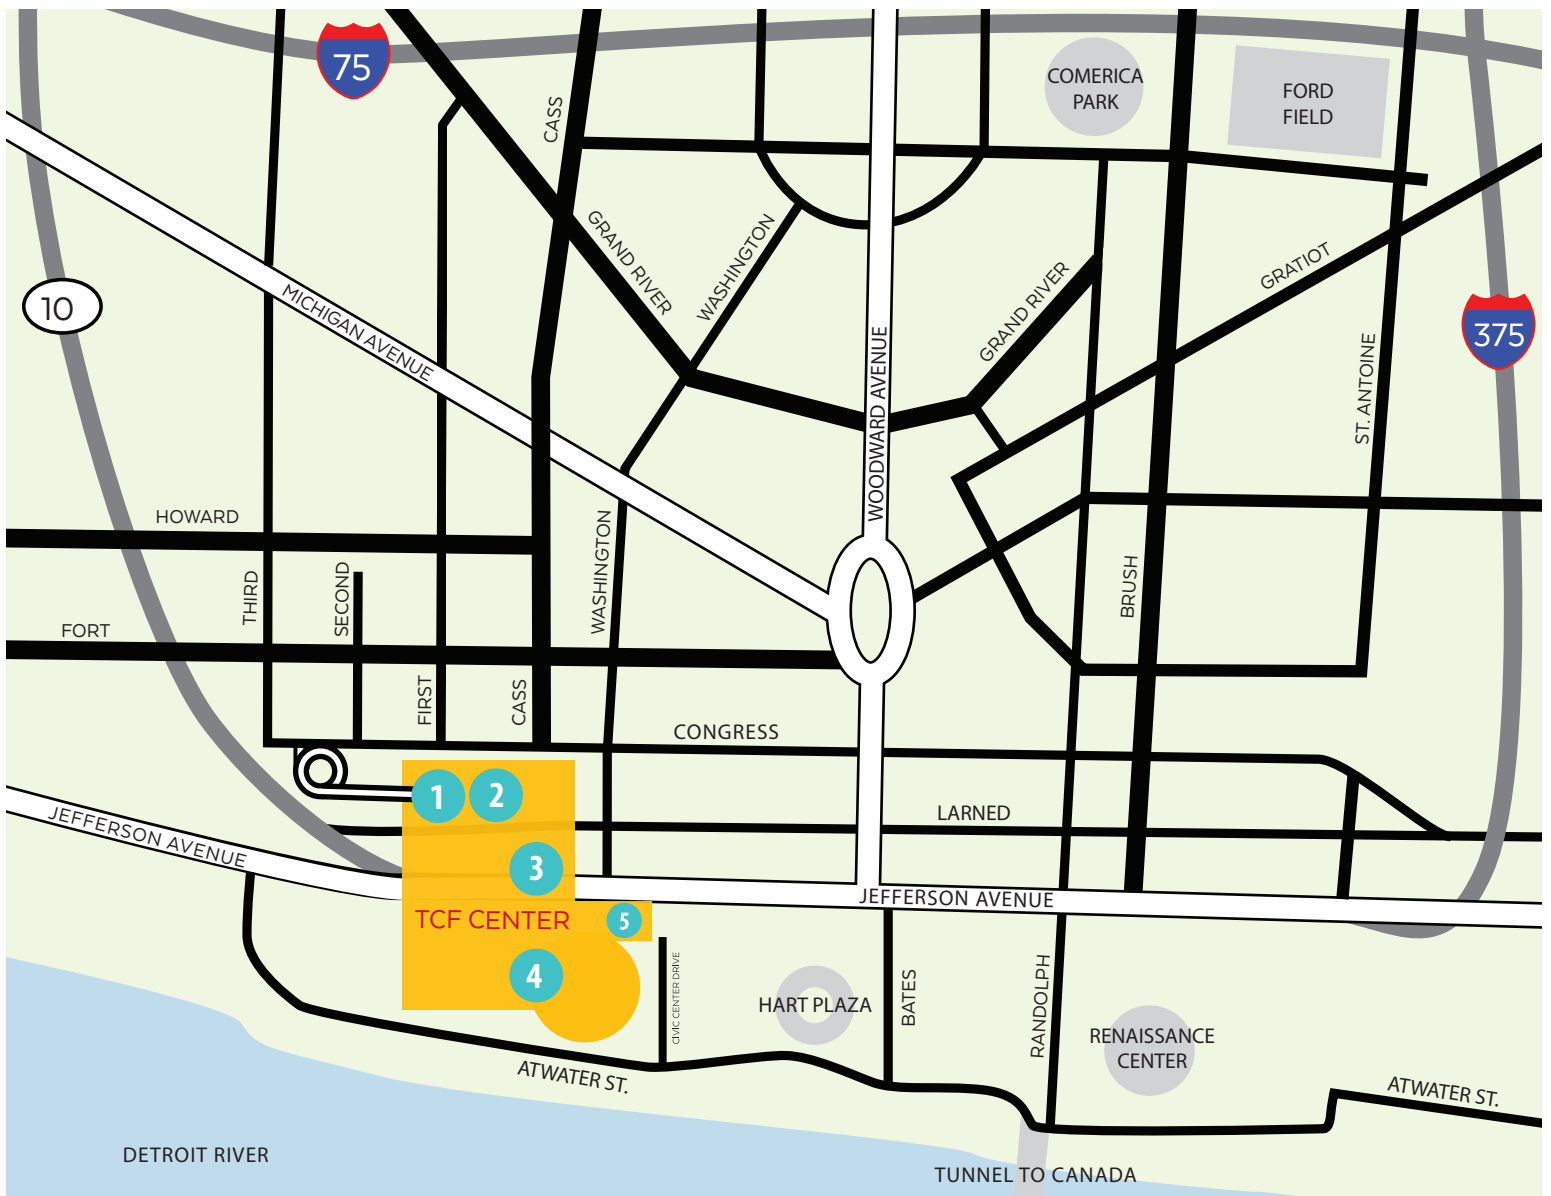 75
CASS
COMERICA
PARK
FORD
FIELD
GRAND RIVER
WASHINGTON
GRAND RIVER
GRATIOT
10
MICHIGAN AVENUE
WOODWARD AVENUE
375
ST. ANTOINE
HOWARD
THIRD
SECOND
WASHINGTON
BRUSH
FORT
FIRST
CASS
CONGRESS
1
2
LARNED
JEFFERSON AVENUE
3
JEFFERSON AVENUE
TCF CENTER
5
4
CIVIC CENTER DRIVE
HART PLAZA
BATES
RANDOLPH
RENAISSANCE
CENTER
ATWATER ST.
ATWATER ST.
DETROIT RIVER
TUNNEL TO CANADA